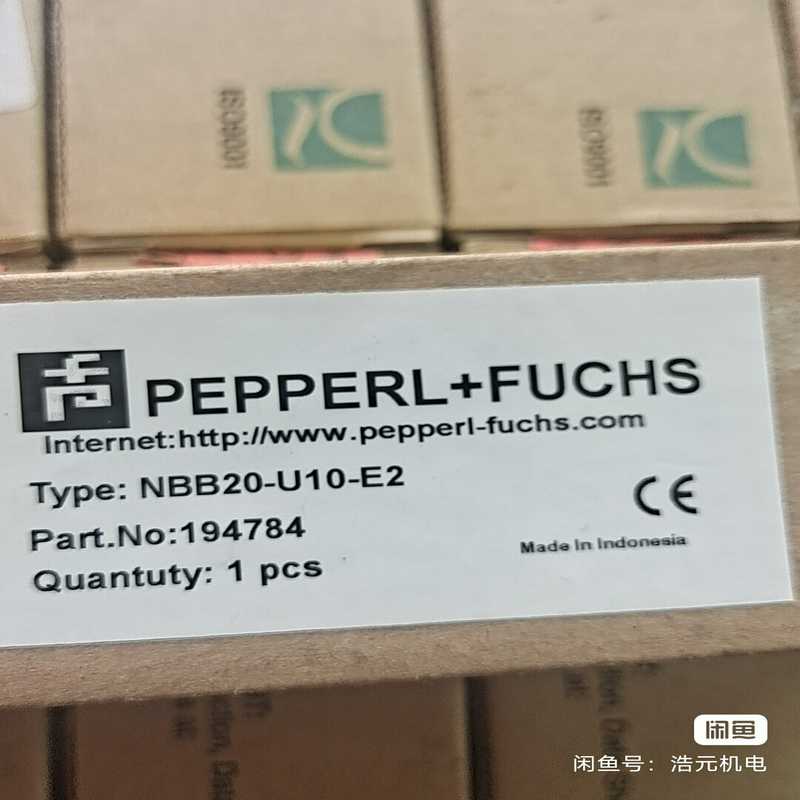 ISO9001
ISO9001
PEPPERL+FUCHS
Internet:http://www.pepperl-fuchs.com
Type: NBB20-U10-E2
Part.No:194784
Made in Indonesia
Quantuty: 1 pcs
闲鱼
闲鱼号：浩元机电